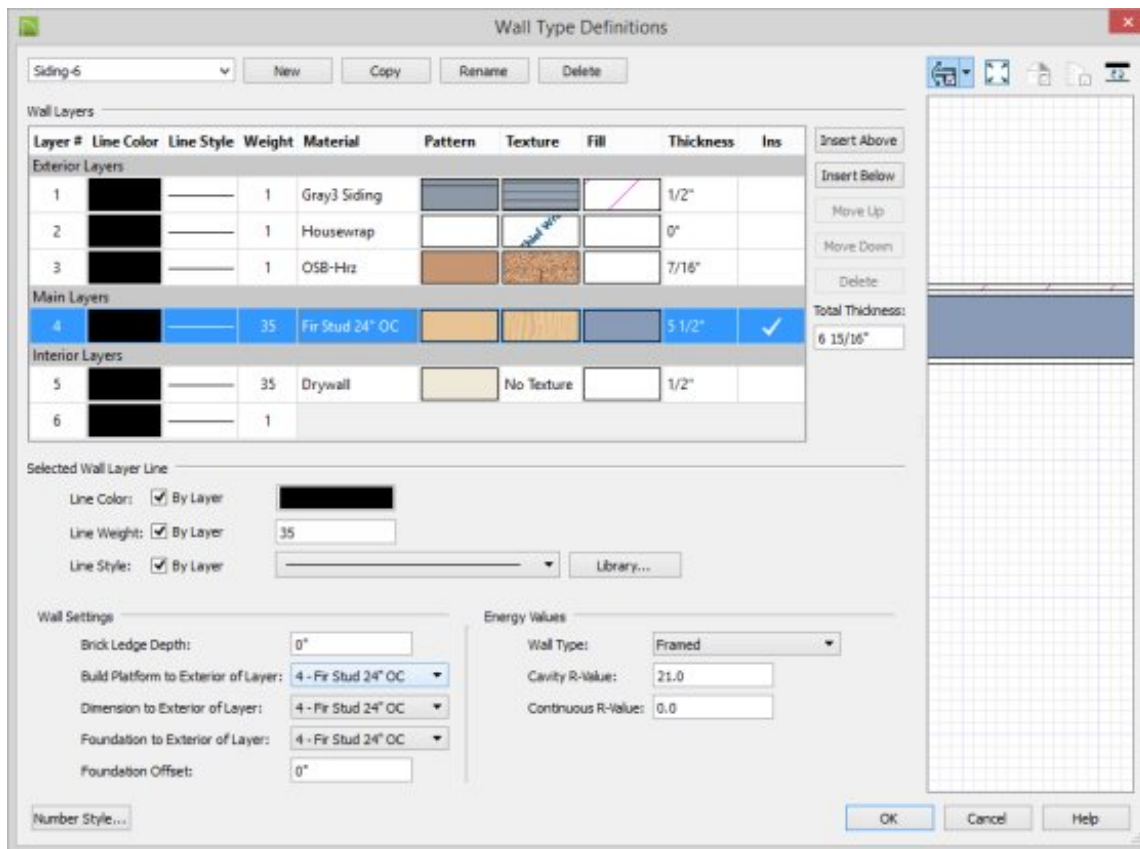 Wall Type Definitions
Siding-6 New Copy Rename Delete
Wall Layers
Layer # Line Color Line Style Weight Material Pattern Texture Fill Thickness Ins
Exterior Layers
1 1 Gray3 Siding 1/2"
2 1 Housewrap 0"
3 1 OSB-Hrz 7/16"
Main Layers
4 35 Fir Stud 24" OC 5 1/2"
Interior Layers
5 35 Drywall No Texture 1/2"
6 1
Insert Above
Insert Below
Move Up
Move Down
Delete
Total Thickness:
6 15/16"
Selected Wall Layer Line
Line Color: By Layer
Line Weight: By Layer 35
Line Style: By Layer Library...
Wall Settings
Brick Ledge Depth: 0"
Build Platform to Exterior of Layer: 4 - Fir Stud 24" OC
Dimension to Exterior of Layer: 4 - Fir Stud 24" OC
Foundation to Exterior of Layer: 4 - Fir Stud 24" OC
Foundation Offset: 0"
Energy Values
Wall Type: Framed
Cavity R-Value: 21.0
Continuous R-Value: 0.0
Number Style... OK Cancel Help